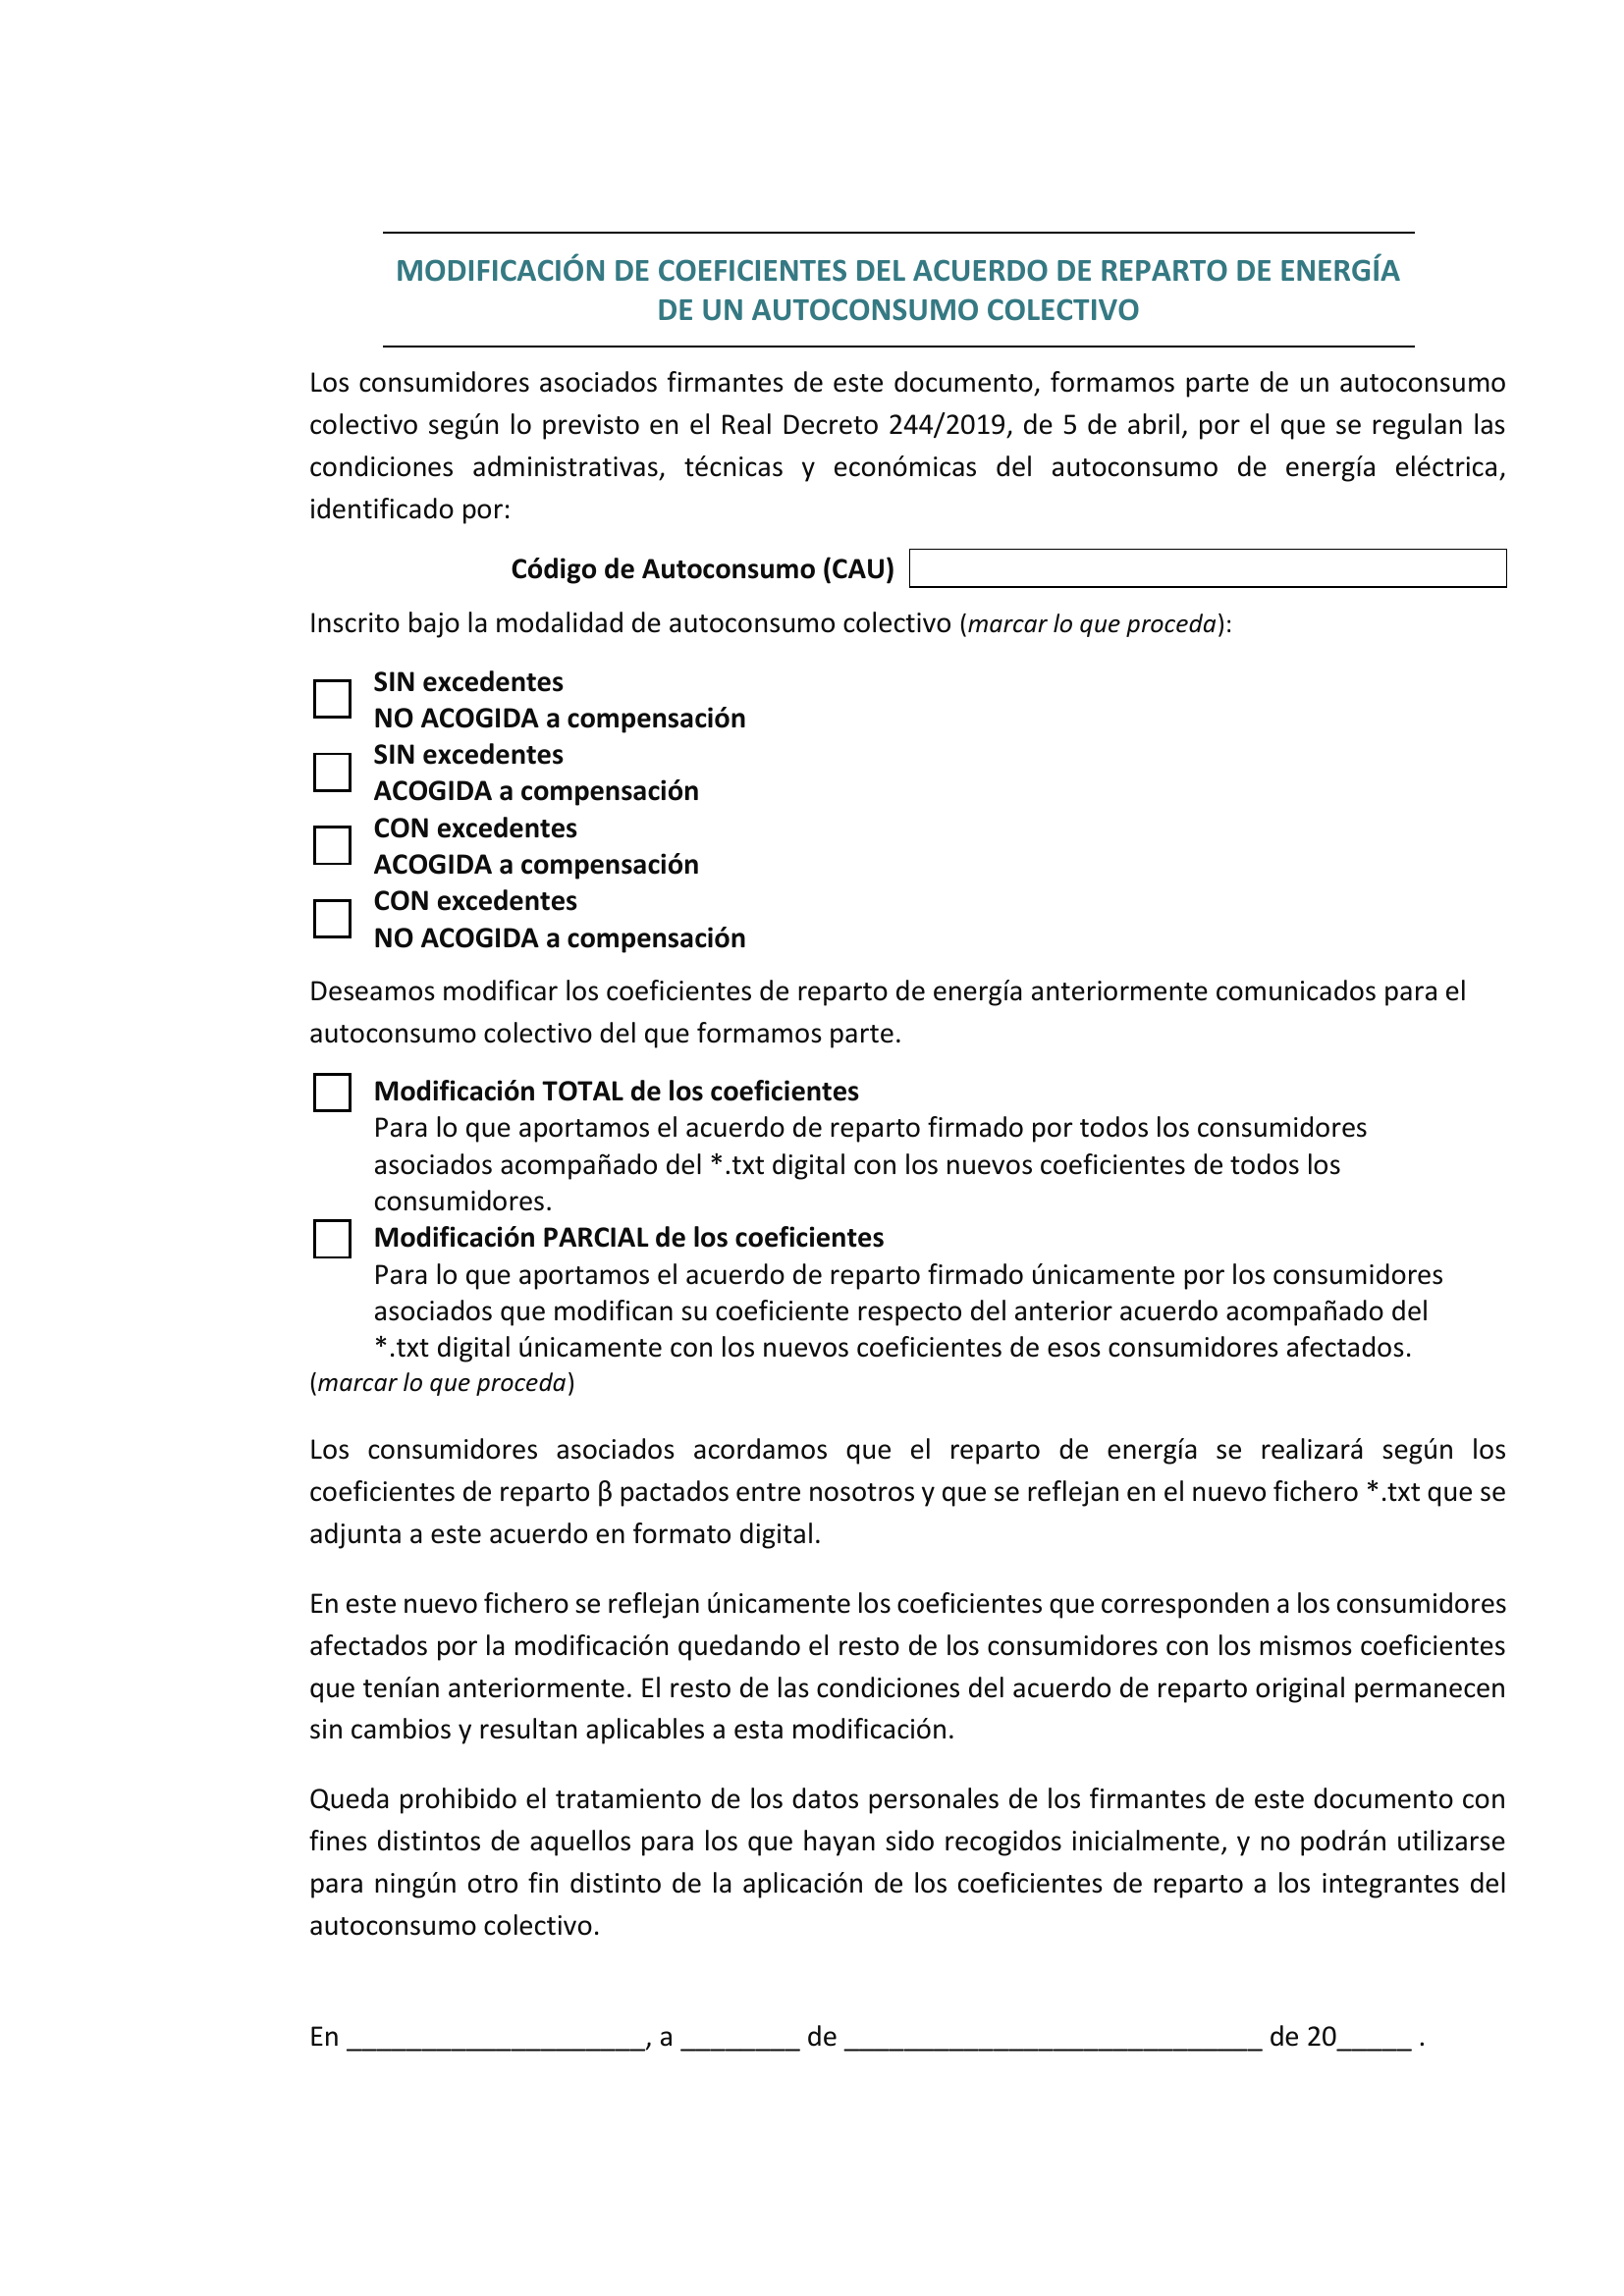 MODIFICACIÓN DE COEFICIENTES DEL ACUERDO DE REPARTO DE ENERGÍA
DE UN AUTOCONSUMO COLECTIVO
Los consumidores asociados firmantes de este documento, formamos parte de un autoconsumo
colectivo según lo previsto en el Real Decreto 244/2019, de 5 de abril, por el que se regulan las
condiciones administrativas, técnicas y económicas del autoconsumo de energía eléctrica,
identificado por:
Código de Autoconsumo (CAU)
Inscrito bajo la modalidad de autoconsumo colectivo (marcar lo que proceda):
SIN excedentes
NO ACOGIDA a compensación
SIN excedentes
ACOGIDA a compensación
CON excedentes
ACOGIDA a compensación
CON excedentes
NO ACOGIDA a compensación
Deseamos modificar los coeficientes de reparto de energía anteriormente comunicados para el
autoconsumo colectivo del que formamos parte.
Modificación TOTAL de los coeficientes
Para lo que aportamos el acuerdo de reparto firmado por todos los consumidores
asociados acompañado del *.txt digital con los nuevos coeficientes de todos los
consumidores.
Modificación PARCIAL de los coeficientes
Para lo que aportamos el acuerdo de reparto firmado únicamente por los consumidores
asociados que modifican su coeficiente respecto del anterior acuerdo acompañado del
*.txt digital únicamente con los nuevos coeficientes de esos consumidores afectados.
(marcar lo que proceda)
Los consumidores asociados acordamos que el reparto de energía se realizará según los
coeficientes de reparto β pactados entre nosotros y que se reflejan en el nuevo fichero *.txt que se
adjunta a este acuerdo en formato digital.
En este nuevo fichero se reflejan únicamente los coeficientes que corresponden a los consumidores
afectados por la modificación quedando el resto de los consumidores con los mismos coeficientes
que tenían anteriormente. El resto de las condiciones del acuerdo de reparto original permanecen
sin cambios y resultan aplicables a esta modificación.
Queda prohibido el tratamiento de los datos personales de los firmantes de este documento con
fines distintos de aquellos para los que hayan sido recogidos inicialmente, y no podrán utilizarse
para ningún otro fin distinto de la aplicación de los coeficientes de reparto a los integrantes del
autoconsumo colectivo.
En ____________________, a ________ de ____________________________ de 20_____ .